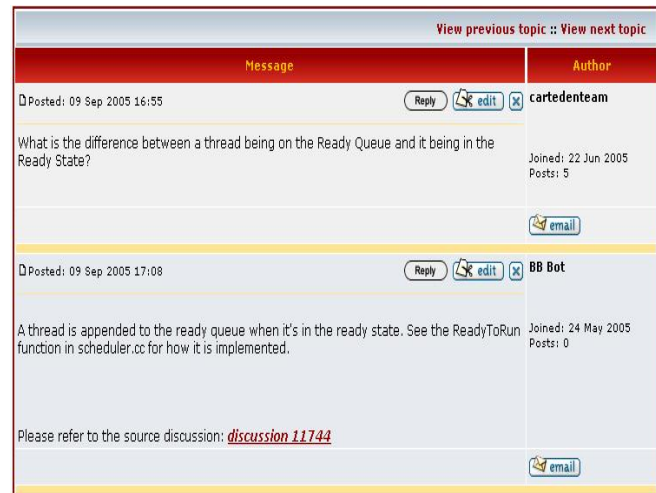 View previous topic :: View next topic
Message Author
Posted: 09 Sep 2005 16:55 Reply edit x cartedenteam
What is the difference between a thread being on the Ready Queue and it being in the
Ready State?
Joined: 22 Jun 2005
Posts: 5
email
Posted: 09 Sep 2005 17:08 Reply edit x BB Bot
A thread is appended to the ready queue when it's in the ready state. See the ReadyToRun
function in scheduler.cc for how it is implemented.
Joined: 24 May 2005
Posts: 0
Please refer to the source discussion: discussion 11744
email